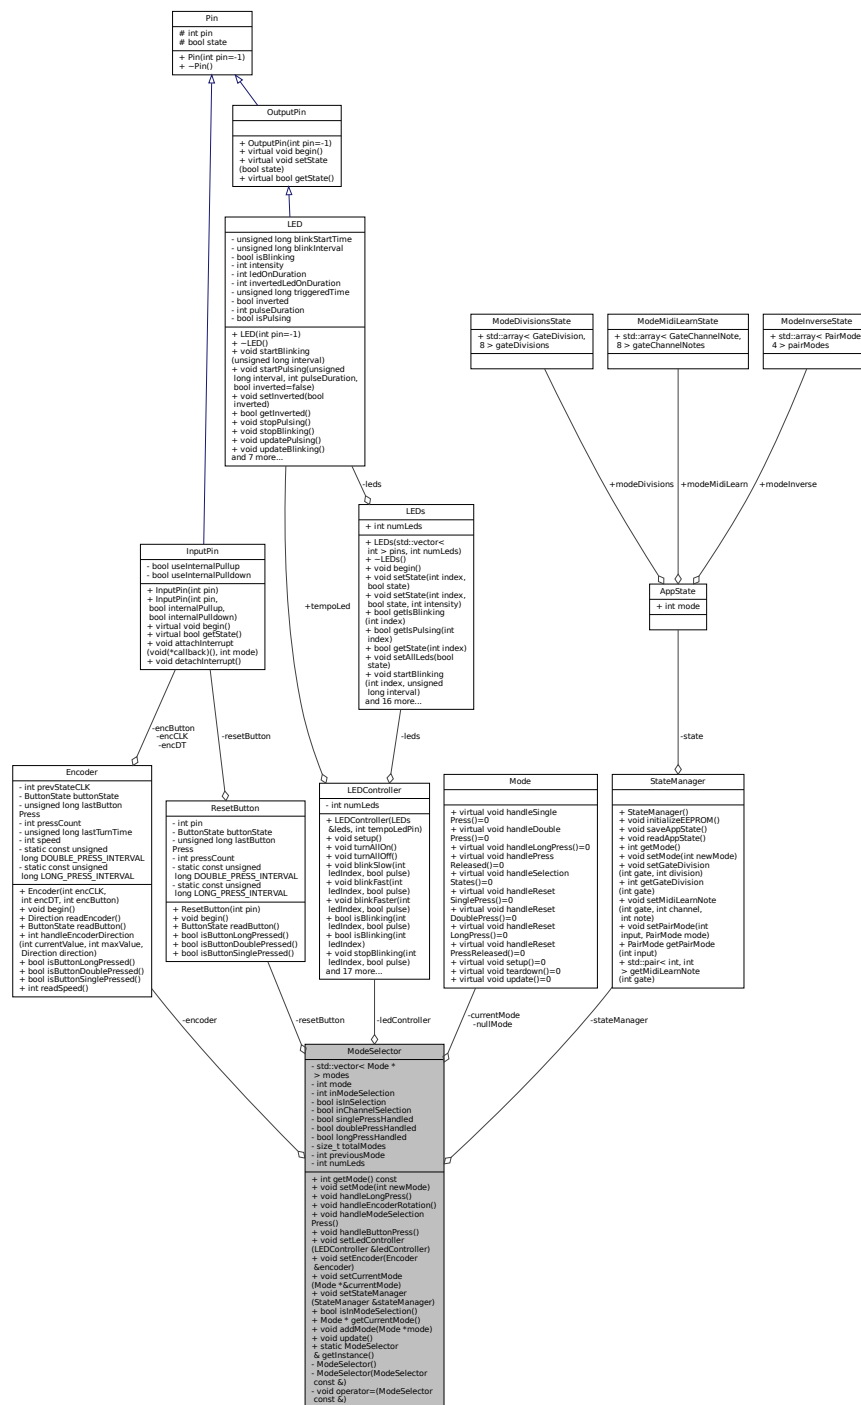 Pin
# int pin
# bool state
+ Pin(int pin=-1)
+ ~Pin()
OutputPin
+ OutputPin(int pin=-1)
+ virtual void begin()
+ virtual void setState
(bool state)
+ virtual bool getState()
LED
- unsigned long blinkStartTime
- unsigned long blinkInterval
- bool isBlinking
- int intensity
- int ledOnDuration
- int invertedLedOnDuration
- unsigned long triggeredTime
- bool inverted
- int pulseDuration
- bool isPulsing
+ LED(int pin=-1)
+ ~LED()
+ void startBlinking
(unsigned long interval)
+ void startPulsing(unsigned
long interval, int pulseDuration,
bool inverted=false)
+ void setInverted(bool
inverted)
+ bool getInverted()
+ void stopPulsing()
+ void stopBlinking()
+ void updatePulsing()
+ void updateBlinking()
and 7 more...
ModeDivisionsState
+ std::array< GateDivision,
8 > gateDivisions
ModeMidiLearnState
+ std::array< GateChannelNote,
8 > gateChannelNotes
ModeInverseState
+ std::array< PairMode
4 > pairModes
-leds
+modeDivisions
+modeMidiLearn
+modeInverse
LEDs
+ int numLeds
+ LEDs(std::vector<
int > pins, int numLeds)
+ ~LEDs()
+ void begin()
+ void setState(int index,
bool state)
+ void setState(int index,
bool state, int intensity)
+ bool getIsBlinking
(int index)
+ bool getIsPulsing(int
index)
+ bool getState(int index)
+ void setAllLeds(bool
state)
+ void startBlinking
(int index, unsigned
long interval)
and 16 more...
InputPin
- bool useInternalPullup
- bool useInternalPulldown
+ InputPin(int pin)
+ InputPin(int pin,
bool internalPullup,
bool internalPulldown)
+ virtual void begin()
+ virtual bool getState()
+ void attachInterrupt
(void(*callback)(), int mode)
+ void detachInterrupt()
+tempoLed
AppState
+ int mode
-encButton
-encCLK
-encDT
-resetButton
-leds
-state
Encoder
- int prevStateCLK
- ButtonState buttonState
- unsigned long lastButton
Press
- int pressCount
- unsigned long lastTurnTime
- int speed
- static const unsigned
long DOUBLE_PRESS_INTERVAL
- static const unsigned
long LONG_PRESS_INTERVAL
+ Encoder(int encCLK,
int encDT, int encButton)
+ void begin()
+ Direction readEncoder()
+ ButtonState readButton()
+ int handleEncoderDirection
(int currentValue, int maxValue,
Direction direction)
+ bool isButtonLongPressed()
+ bool isButtonDoublePressed()
+ bool isButtonSinglePressed()
+ int readSpeed()
ResetButton
- int pin
- ButtonState buttonState
- unsigned long lastButton
Press
- int pressCount
- static const unsigned
long DOUBLE_PRESS_INTERVAL
- static const unsigned
long LONG_PRESS_INTERVAL
+ ResetButton(int pin)
+ void begin()
+ ButtonState readButton()
+ bool isButtonLongPressed()
+ bool isButtonDoublePressed()
+ bool isButtonSinglePressed()
LEDController
- int numLeds
+ LEDController(LEDs
&leds, int tempoLedPin)
+ void setup()
+ void turnAllOn()
+ void turnAllOff()
+ void blinkSlow(int
ledIndex, bool pulse)
+ void blinkFast(int
ledIndex, bool pulse)
+ void blinkFaster(int
ledIndex, bool pulse)
+ bool isBlinking(int
ledIndex, bool pulse)
+ bool isBlinking(int
ledIndex)
+ void stopBlinking(int
ledIndex, bool pulse)
and 17 more...
Mode
+ virtual void handleSingle
Press()=0
+ virtual void handleDouble
Press()=0
+ virtual void handleLongPress()=0
+ virtual void handlePress
Released()=0
+ virtual void handleSelection
States()=0
+ virtual void handleReset
SinglePress()=0
+ virtual void handleReset
DoublePress()=0
+ virtual void handleReset
LongPress()=0
+ virtual void handleReset
PressReleased()=0
+ virtual void setup()=0
+ virtual void teardown()=0
+ virtual void update()=0
StateManager
+ StateManager()
+ void initializeEEPROM()
+ void saveAppState()
+ void readAppState()
+ int getMode()
+ void setMode(int newMode)
+ void setGateDivision
(int gate, int division)
+ int getGateDivision
(int gate)
+ void setMidiLearnNote
(int gate, int channel,
int note)
+ void setPairMode(int
input, PairMode mode)
+ PairMode getPairMode
(int input)
+ std::pair< int, int
> getMidiLearnNote
(int gate)
-encoder
-resetButton
-ledController
-currentMode
-nullMode
-stateManager
ModeSelector
- std::vector< Mode *
> modes
- int mode
- int inModeSelection
- bool isInSelection
- bool inChannelSelection
- bool singlePressHandled
- bool doublePressHandled
- bool longPressHandled
- size_t totalModes
- int previousMode
- int numLeds
+ int getMode() const
+ void setMode(int newMode)
+ void handleLongPress()
+ void handleEncoderRotation()
+ void handleModeSelection
Press()
+ void handleButtonPress()
+ void setLedController
(LEDController &ledController)
+ void setEncoder(Encoder
&encoder)
+ void setCurrentMode
(Mode *&currentMode)
+ void setStateManager
(StateManager &stateManager)
+ bool isInModeSelection()
+ Mode * getCurrentMode()
+ void addMode(Mode *mode)
+ void update()
+ static ModeSelector
& getInstance()
- ModeSelector()
- ModeSelector(ModeSelector
const &)
- void operator=(ModeSelector
const &)